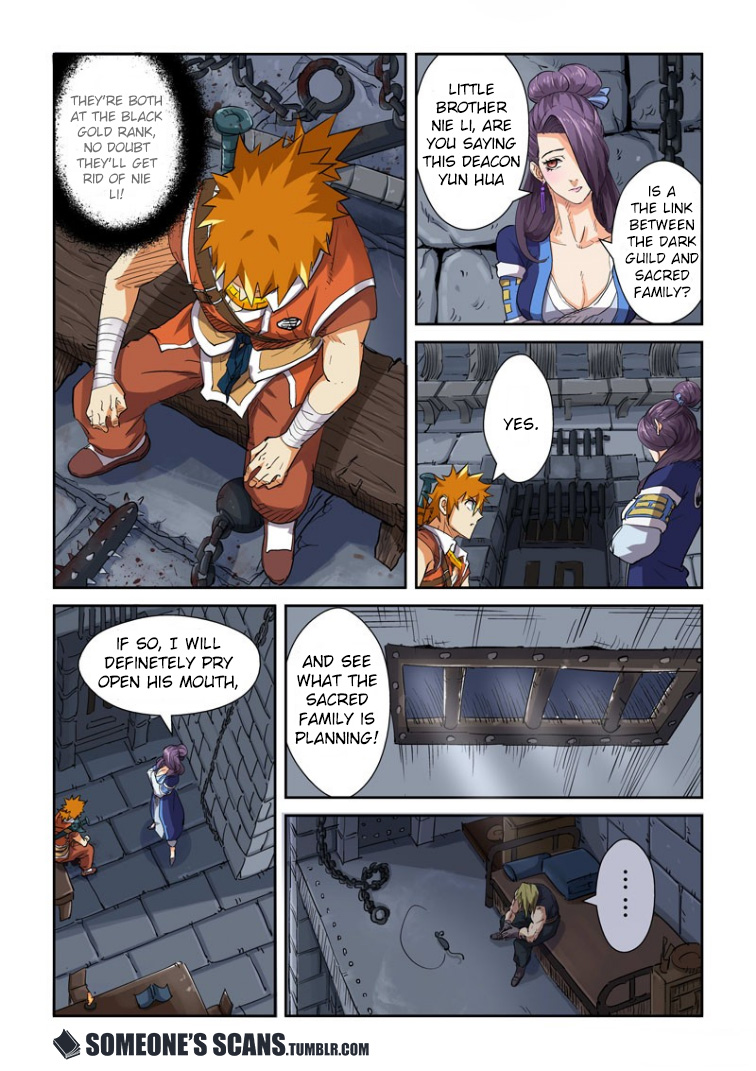 THEY'RE BOTH
AT THE BLACK
GOLD RANK,
NO DOUBT
THEY'LL GET
RID OF NIE
LI!
LITTLE
BROTHER
NIE LI, ARE
YOU SAYING
THIS DEACON
YUN HUA
IS A
THE LINK
BETWEEN
THE DARK
GUILD AND
SACRED
FAMILY?
YES.
IF SO, I WILL
DEFINETELY PRY
OPEN HIS MOUTH,
AND SEE
WHAT THE
SACRED
FAMILY IS
PLANNING!
......
SOMEONE'S SCANS.TUMBLR.COM